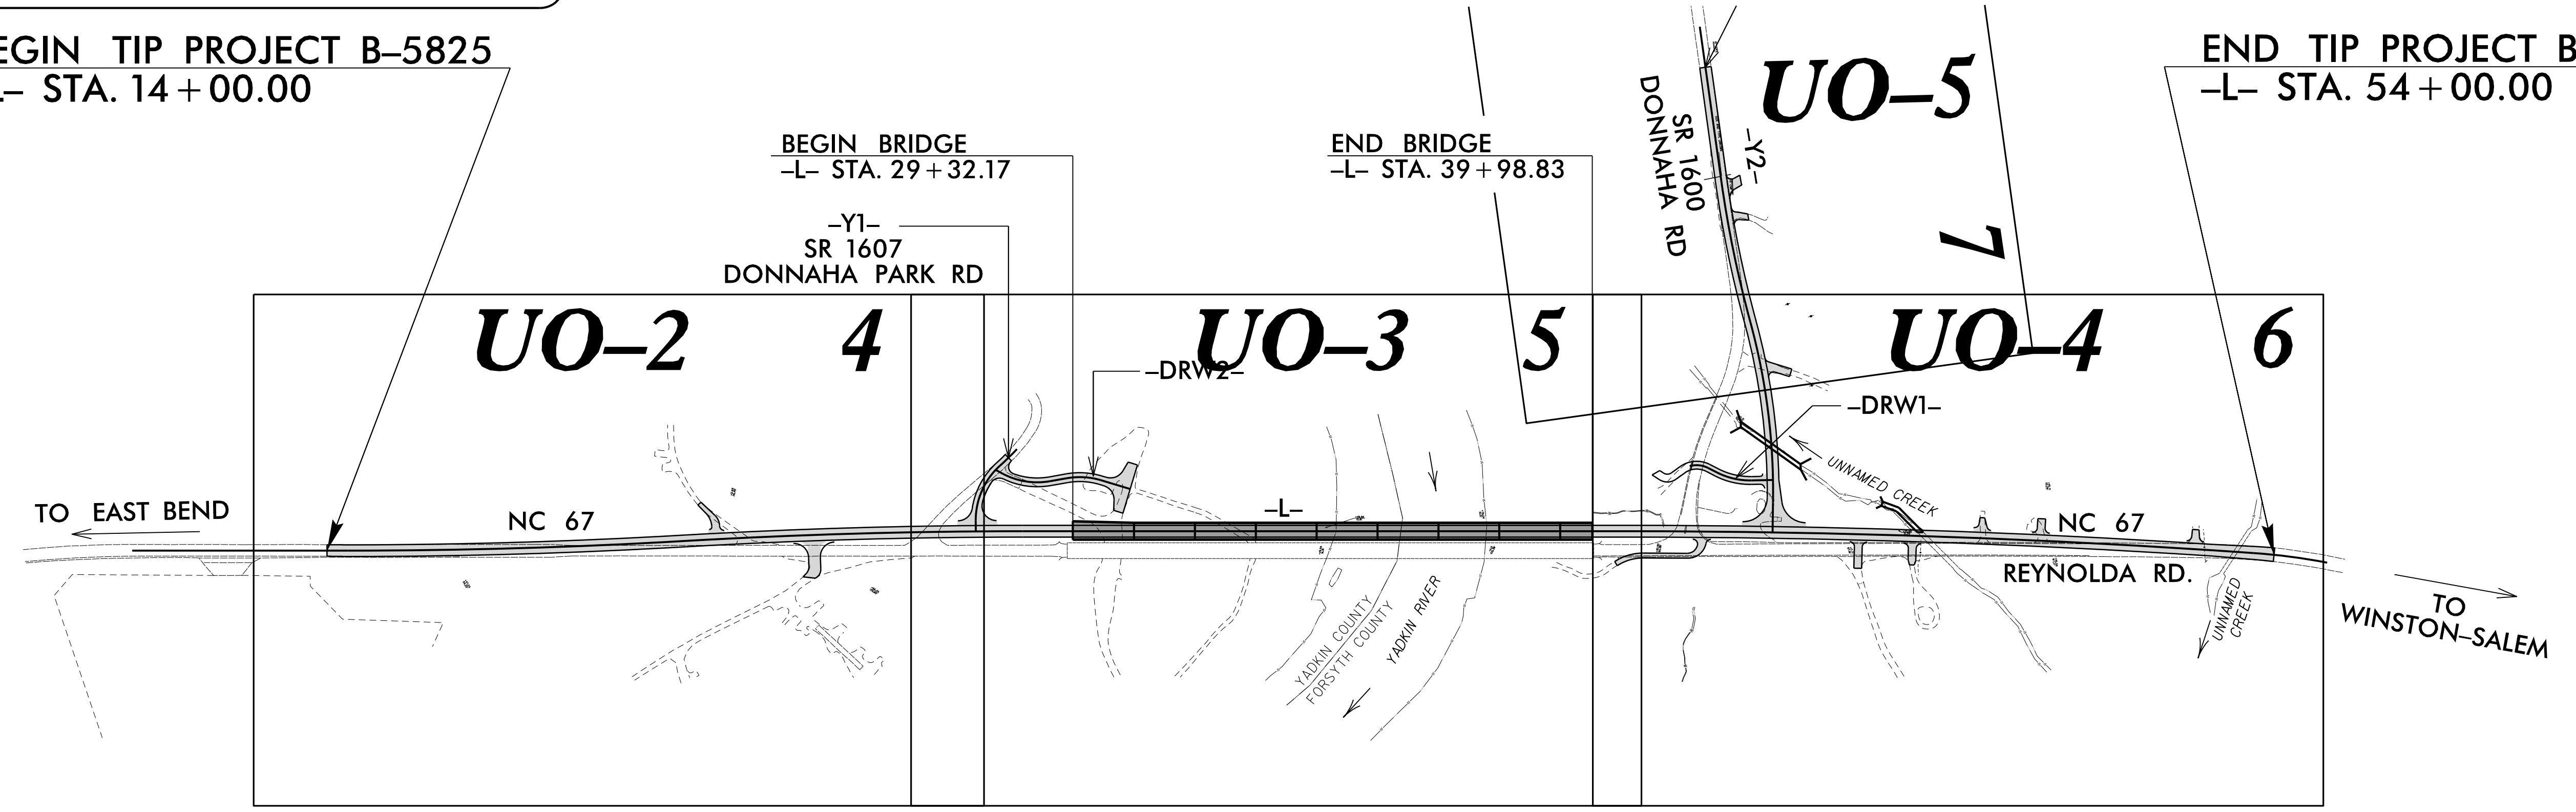 EGIN TIP PROJECT B–5825
L– STA. 14+00.00
END TIP PROJECT B
–L– STA. 54+00.00
BEGIN BRIDGE
–L– STA. 29+32.17
END BRIDGE
–L– STA. 39+98.83
–Y1–
SR 1607
DONNAHA PARK RD
SR 1600
DONNAHA RD
–Y2–
UO–5
7
UO–2 4
UO–3 5
UO–4 6
–DRW2–
–DRW1–
UNNAMED CREEK
TO EAST BEND
NC 67
–L–
NC 67
REYNOLDA RD.
YADKIN COUNTY
FORSYTH COUNTY
YADKIN RIVER
UNNAMED
CREEK
TO
WINSTON–SALEM